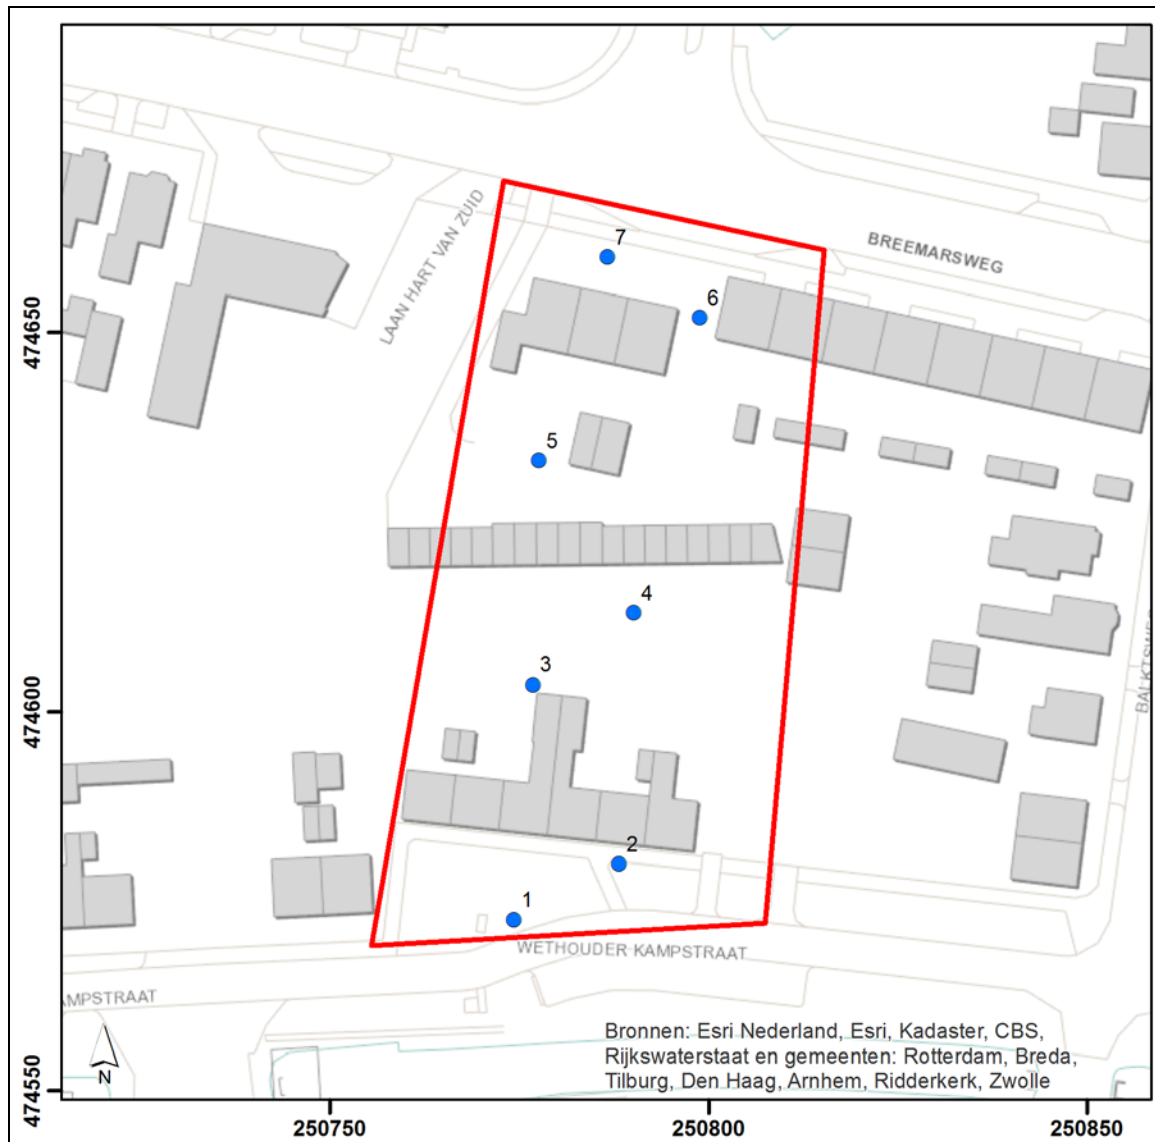 LAAN HART VAN ZUID
BREEMARSWEG
7
6
5
4
3
2
1
BALKTSWEG
WETHOUDER KAMPSTRAAT
AMPSTRAAT
Bronnen: Esri Nederland, Esri, Kadaster, CBS,
Rijkswaterstaat en gemeenten: Rotterdam, Breda,
Tilburg, Den Haag, Arnhem, Ridderkerk, Zwolle
N
474650
474600
474550
250750
250800
250850